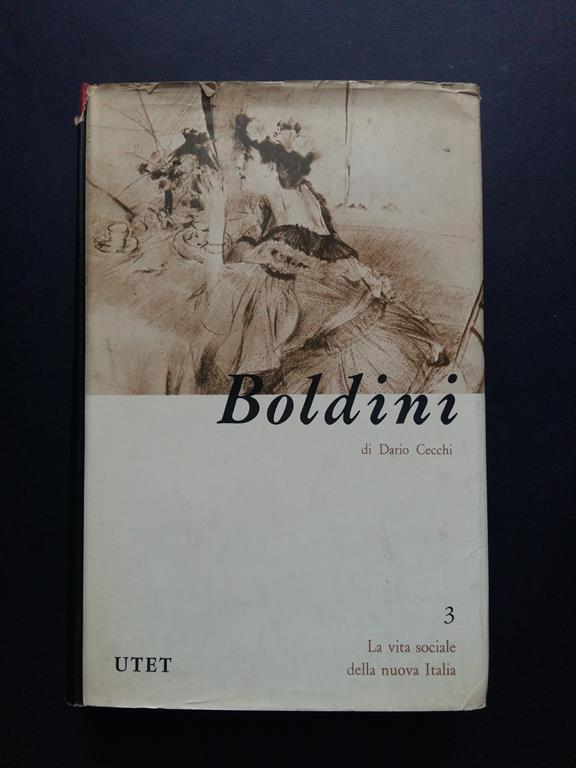 Boldini
di Dario Cecchi
3
La vita sociale
della nuova Italia
UTET